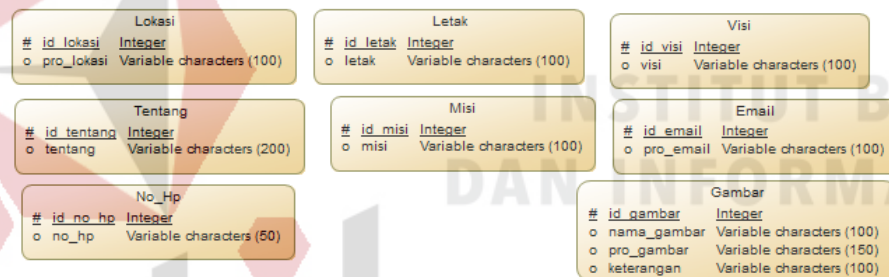 Lokasi
# id_lokasi Integer
o pro_lokasi Variable characters (100)
Letak
# id_letak Integer
o letak Variable characters (100)
Visi
# id_visi Integer
o visi Variable characters (100)
Tentang
# id_tentang Integer
o tentang Variable characters (200)
Misi
# id_misi Integer
o misi Variable characters (100)
Email
# id_email Integer
o pro_email Variable characters (100)
No_Hp
# id_no_hp Integer
o no_hp Variable characters (50)
Gambar
# id_gambar Integer
o nama_gambar Variable characters (100)
o pro_gambar Variable characters (150)
o keterangan Variable characters (100)
INSTITUT B
DAN INFORMA